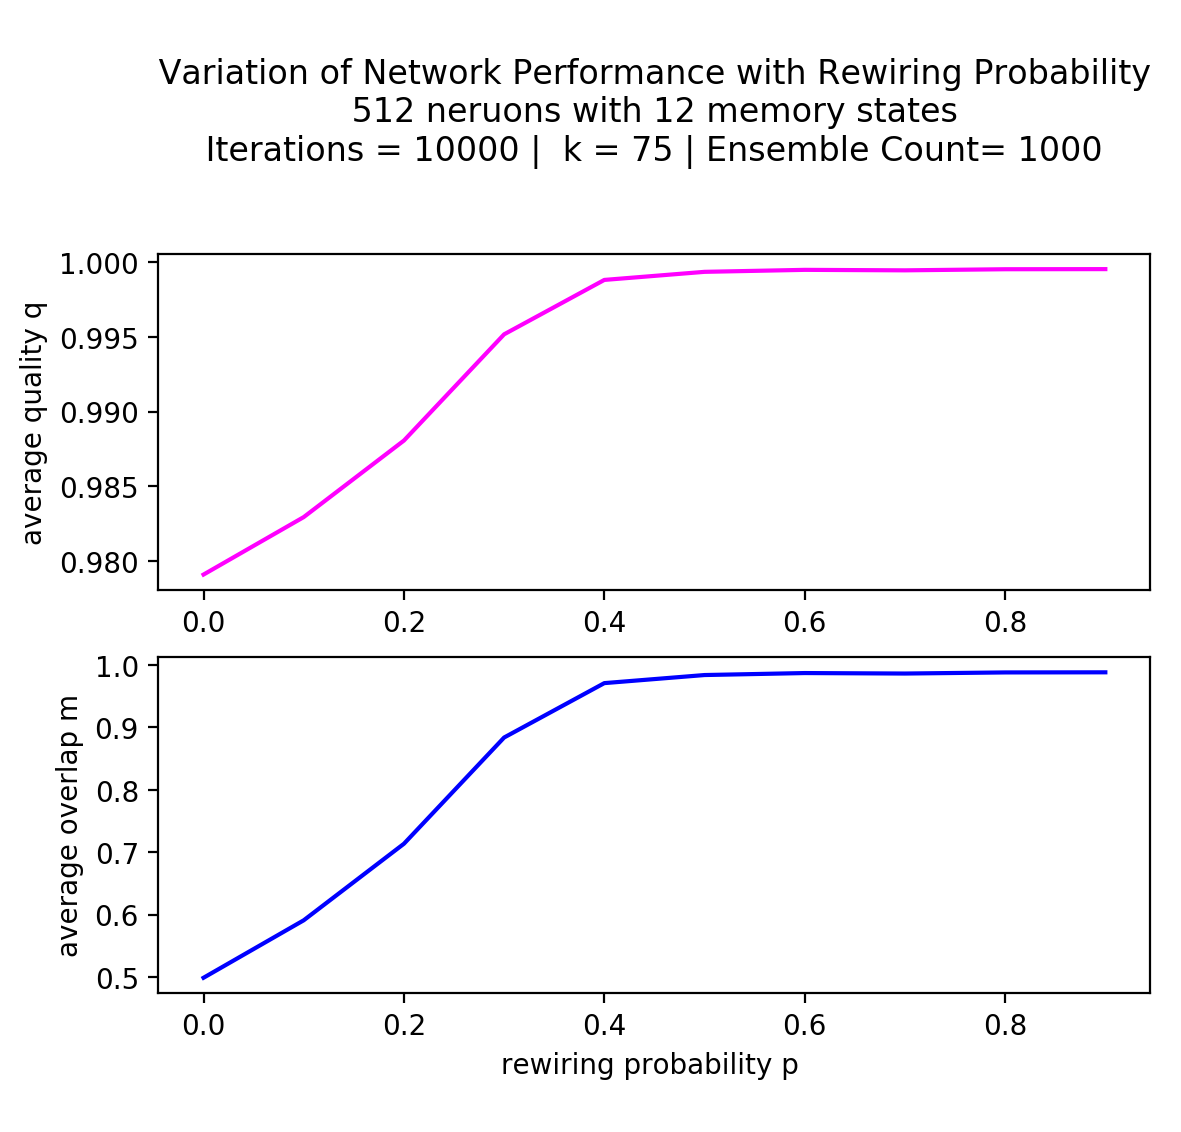 Variation of Network Performance with Rewiring Probability
512 neruons with 12 memory states
Iterations = 10000 |  k = 75 | Ensemble Count= 1000
average quality q
1.000
0.995
0.990
0.985
0.980
0.0 0.2 0.4 0.6 0.8
average overlap m
1.0
0.9
0.8
0.7
0.6
0.5
0.0 0.2 0.4 0.6 0.8
rewiring probability p